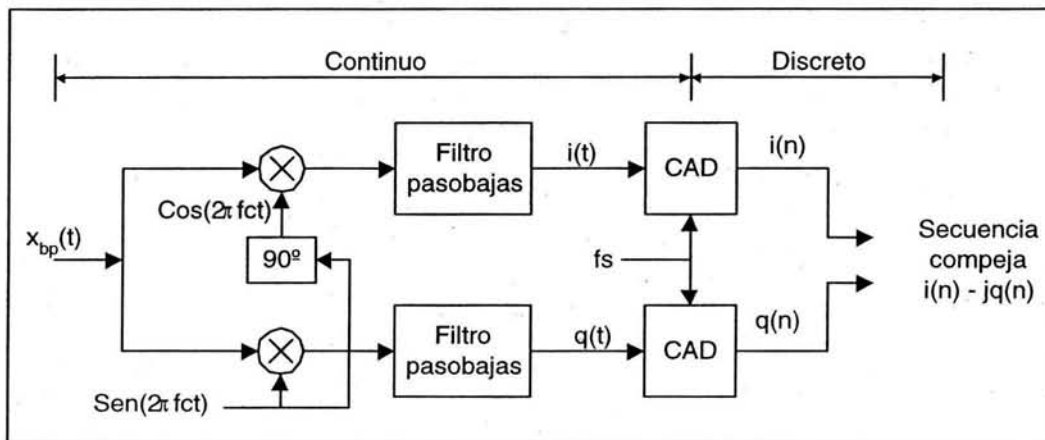 Continuo
Discreto
Filtro
pasobajas
i(t)
CAD
i(n)
Cos(2π fct)
x_bp(t)
90º
fs
Secuencia
compeja
i(n) - jq(n)
Filtro
pasobajas
q(t)
CAD
q(n)
Sen(2π fct)